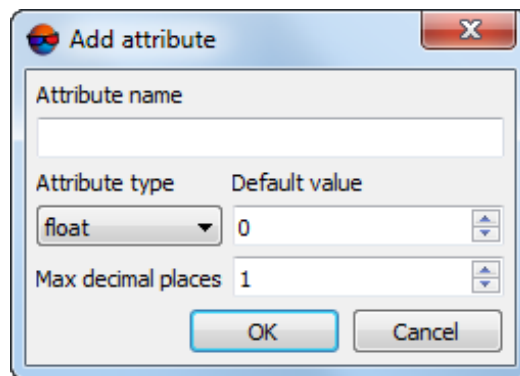 Add attribute
Attribute name
Attribute type Default value
float 0
Max decimal places 1
OK Cancel